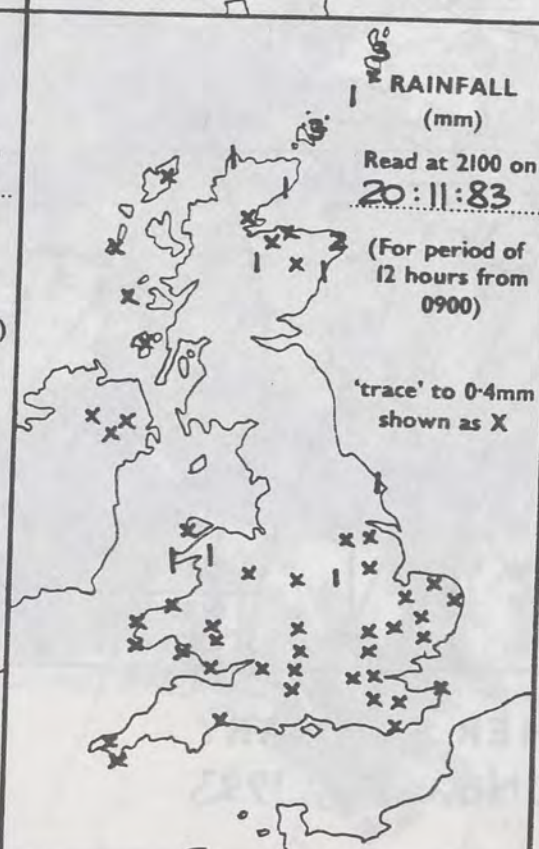 RAINFALL
(mm)
Read at 2100 on
20:11:83
(For period of
12 hours from
0900)
'trace' to 0·4mm
shown as X